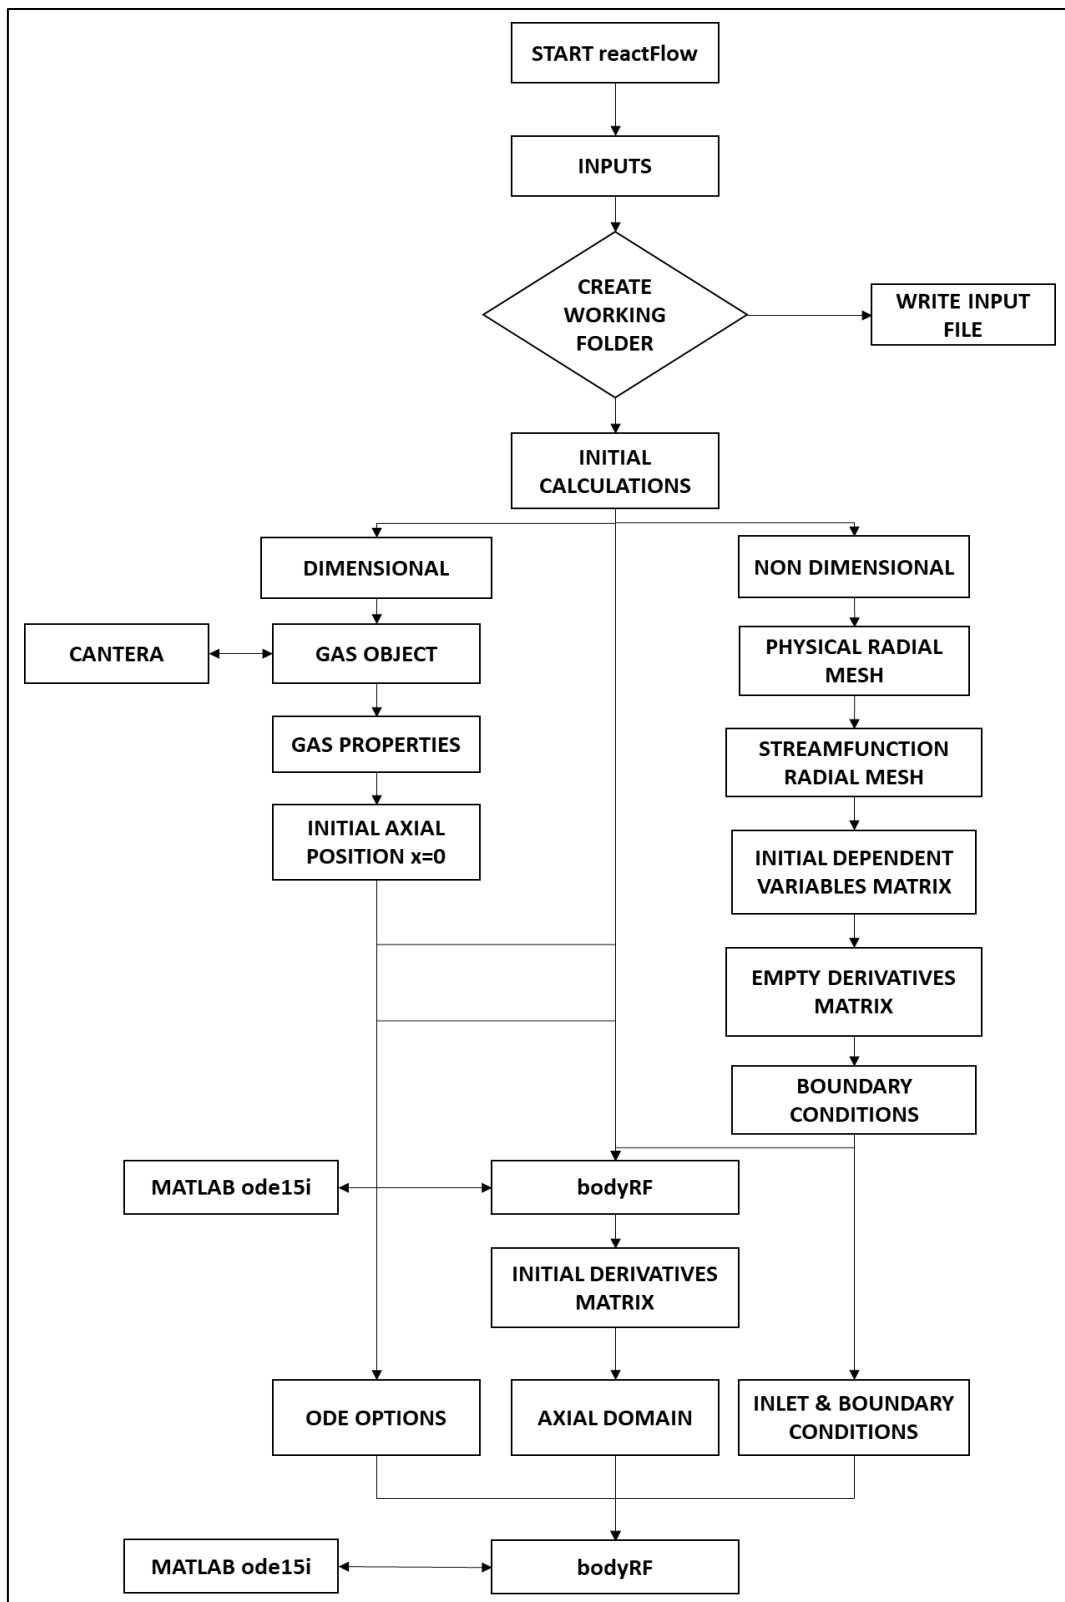 START reactFlow
INPUTS
CREATE
WORKING
FOLDER
WRITE INPUT
FILE
INITIAL
CALCULATIONS
DIMENSIONAL
NON DIMENSIONAL
CANTERA
GAS OBJECT
PHYSICAL RADIAL
MESH
GAS PROPERTIES
STREAMFUNCTION
RADIAL MESH
INITIAL AXIAL
POSITION x=0
INITIAL DEPENDENT
VARIABLES MATRIX
EMPTY DERIVATIVES
MATRIX
BOUNDARY
CONDITIONS
MATLAB ode15i
bodyRF
INITIAL DERIVATIVES
MATRIX
ODE OPTIONS
AXIAL DOMAIN
INLET & BOUNDARY
CONDITIONS
MATLAB ode15i
bodyRF